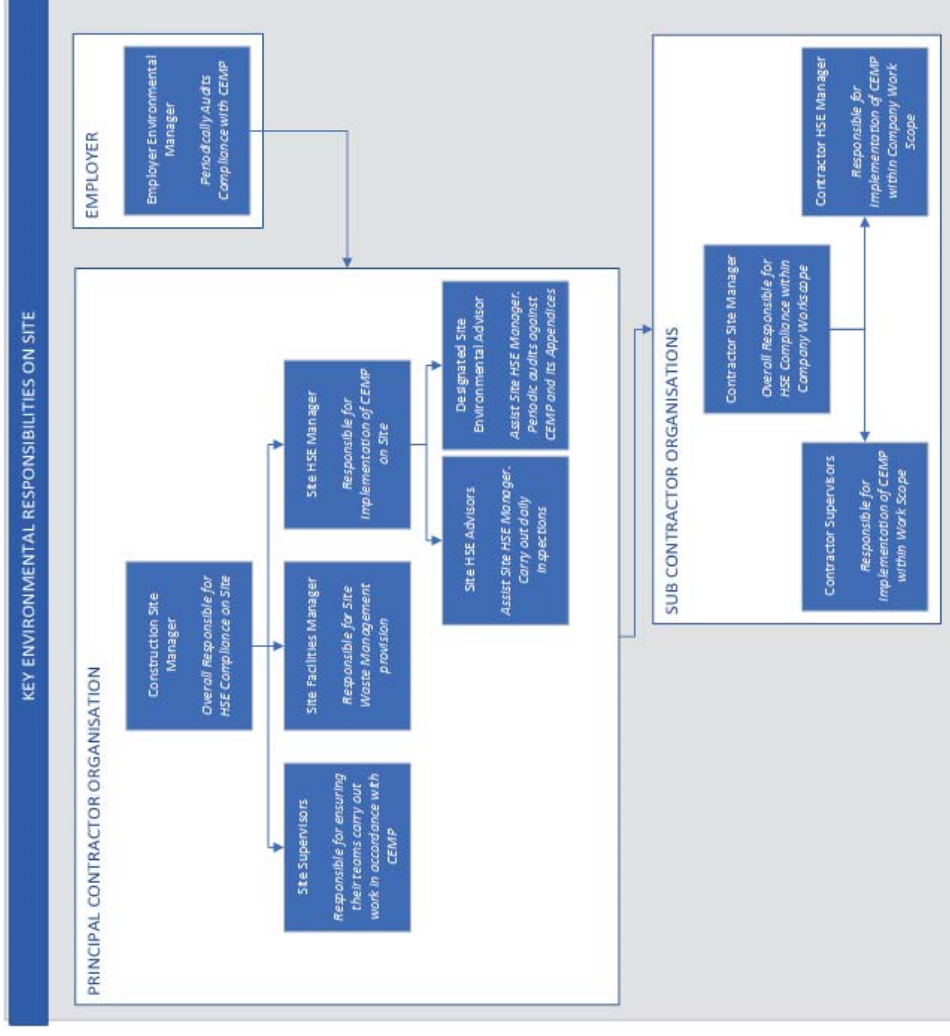 KEY ENVIRONMENTAL RESPONSIBILITIES ON SITE
PRINCIPAL CONTRACTOR ORGANISATION
Construction Site
Manager
Overall Responsible for
HSE Compliance on Site
Site Supervisors
Responsible for ensuring
their teams carry out
work in accordance with
CEMP
Site Facilities Manager
Responsible for Site
Waste Management
provision
Site HSE Manager
Responsible for
Implementation of CEMP
on Site
Site HSE Advisors
Assist Site HSE Manager.
Carry out daily
Inspections
Designated Site
Environmental Advisor
Assist Site HSE Manager.
Periodic audits against
CEMP and Its Appendices
EMPLOYER
Employer Environmental
Manager
Periodically Audits
Compliance with CEMP
SUB CONTRACTOR ORGANISATIONS
Contractor Site Manager
Overall Responsible for
HSE Compliance within
Company Workscope
Contractor Supervisors
Responsible for
Implementation of CEMP
within Work Scope
Contractor HSE Manager
Responsible for
Implementation of CEMP
within Company Work
Scope